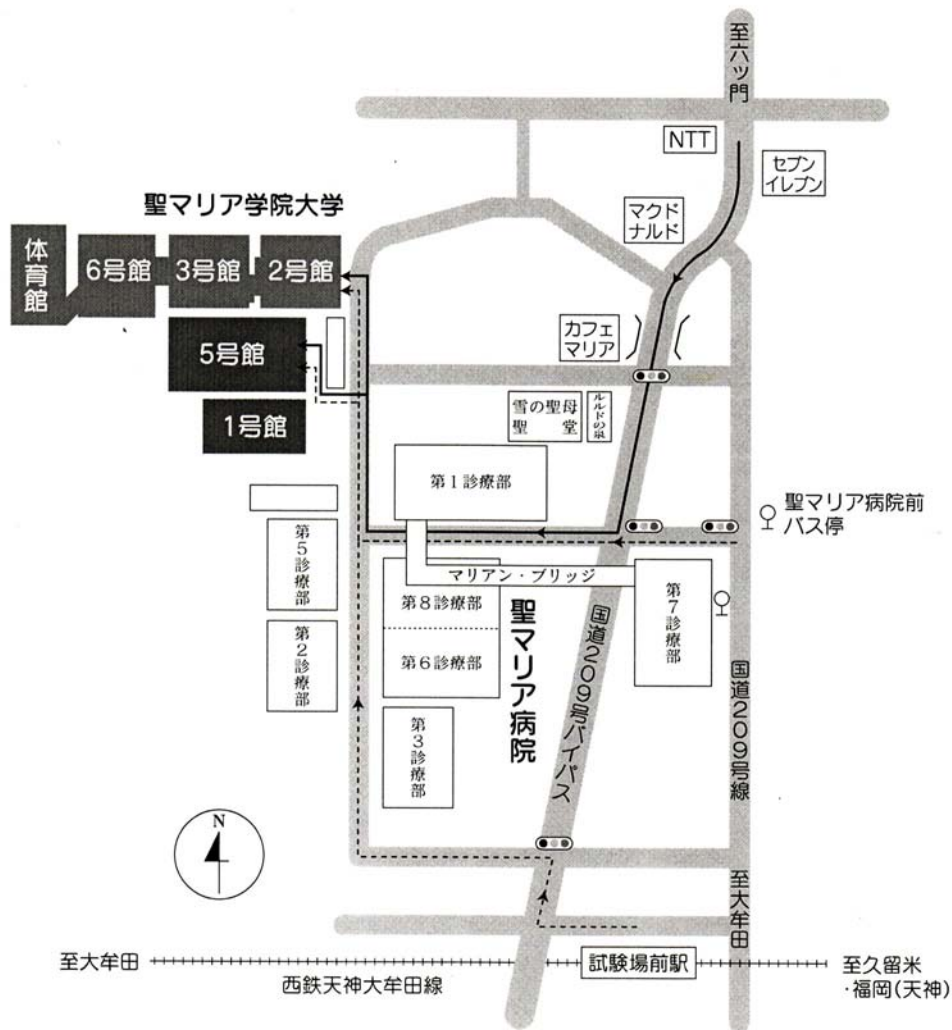 至六ッ門
NTT
セブン
イレブン
聖マリア学院大学
マクド
ナルド
体育館
6号館
3号館
2号館
カフェ
マリア
5号館
雪の聖母
聖堂
ルルドの泉
1号館
第1診療部
聖マリア病院前
バス停
第5診療部
マリアン・ブリッジ
第8診療部
第7診療部
第2診療部
第6診療部
聖マリア病院
国道209号バイパス
国道209号線
第3診療部
N
至大牟田
至大牟田
試験場前駅
至久留米
・福岡(天神)
西鉄天神大牟田線